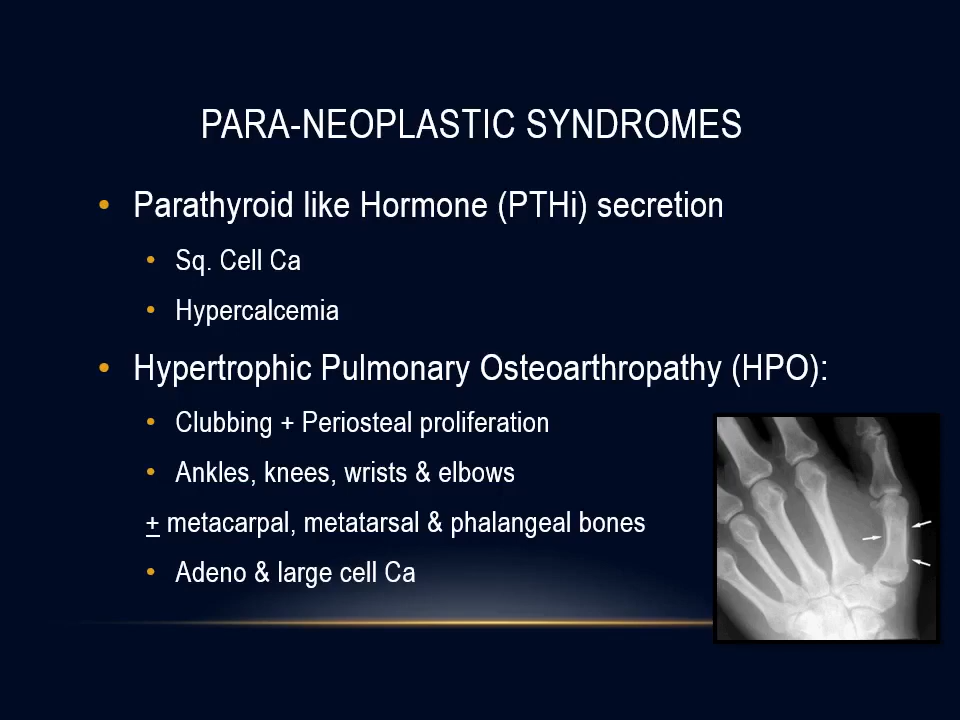 PARA-NEOPLASTIC SYNDROMES
• Parathyroid like Hormone (PTHi) secretion
• Sq. Cell Ca
• Hypercalcemia
• Hypertrophic Pulmonary Osteoarthropathy (HPO):
• Clubbing + Periosteal proliferation
• Ankles, knees, wrists & elbows
+ metacarpal, metatarsal & phalangeal bones
• Adeno & large cell Ca